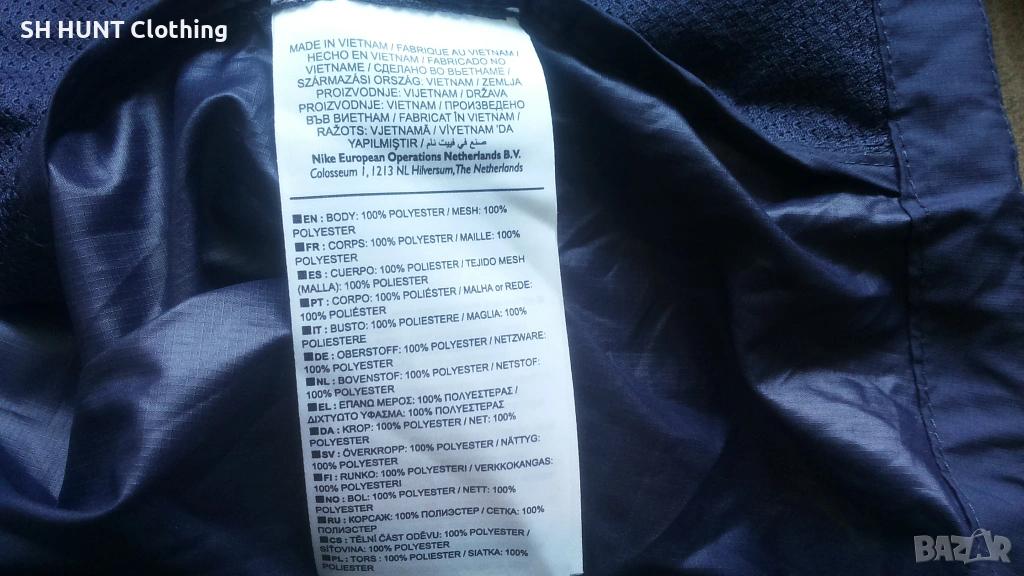 SH HUNT Clothing
MADE IN VIETNAM / FABRIQUE AU VIETNAM /
HECHO EN VIETNAM / FABRICADO NO
VIETNAME / СДЕЛАНО ВО ВЬЕТНАМЕ /
SZÁRMAZÁSI ORSZÁG: VIETNAM / ZEMLJA
PROIZVODNJE: VIJETNAM / DRŽAVA
PROIZVODNJE: VIETNAM / ПРОИЗВЕДЕНО
ВЪВ ВИЕТНАМ / FABRICAT ÎN VIETNAM /
RAŽOTS: VJETNAMĀ / VİYETNAM 'DA
YAPILMIŞTIR / صنع في فييت نام
Nike European Operations Netherlands B.V.
Colosseum 1, 1213 NL Hilversum, The Netherlands
EN : BODY: 100% POLYESTER / MESH: 100%
POLYESTER
FR : CORPS: 100% POLYESTER / MAILLE: 100%
POLYESTER
ES : CUERPO: 100% POLIESTER / TEJIDO MESH
(MALLA): 100% POLIESTER
PT : CORPO: 100% POLIÉSTER / MALHA or REDE:
100% POLIÉSTER
IT : BUSTO: 100% POLIESTERE / MAGLIA: 100%
POLIESTERE
DE : OBERSTOFF: 100% POLYESTER / NETZWARE:
100% POLYESTER
NL : BOVENSTOF: 100% POLYESTER / NETSTOF:
100% POLYESTER
EL : ΕΠΑΝΩ ΜΕΡΟΣ: 100% ΠΟΛΥΕΣΤΕΡΑΣ /
ΔΙΧΤΥΩΤΟ ΥΦΑΣΜΑ: 100% ΠΟΛΥΕΣΤΕΡΑΣ
DA : KROP: 100% POLYESTER / NET: 100%
POLYESTER
SV : ÖVERKROPP: 100% POLYESTER / NÄTTYG:
100% POLYESTER
FI : RUNKO: 100% POLYESTERI / VERKKOKANGAS:
100% POLYESTERI
NO : BOL: 100% POLYESTER / NETT: 100%
POLYESTER
RU : КОРСАЖ: 100% ПОЛИЭСТЕР / СЕТКА: 100%
ПОЛИЭСТЕР
CS : TĚLNÍ ČÁST ODĚVU: 100% POLYESTER /
SÍŤOVINA: 100% POLYESTER
PL : TORS : 100% POLIESTER / SIATKA: 100%
POLIESTER
BAZAR